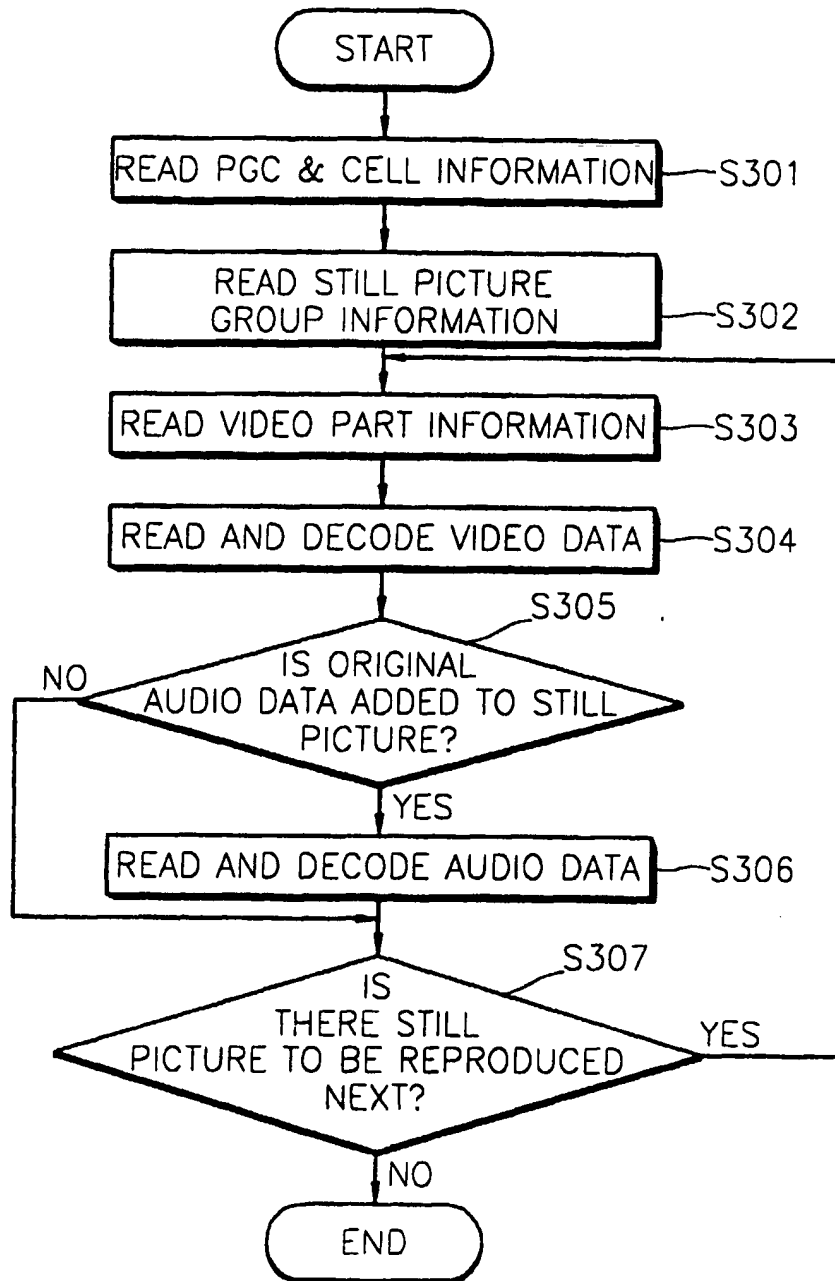 START
READ PGC & CELL INFORMATION
S301
READ STILL PICTURE
GROUP INFORMATION
S302
READ VIDEO PART INFORMATION
S303
READ AND DECODE VIDEO DATA
S304
S305
IS ORIGINAL
AUDIO DATA ADDED TO STILL
PICTURE?
NO
YES
READ AND DECODE AUDIO DATA
S306
S307
IS
THERE STILL
PICTURE TO BE REPRODUCED
NEXT?
YES
NO
END